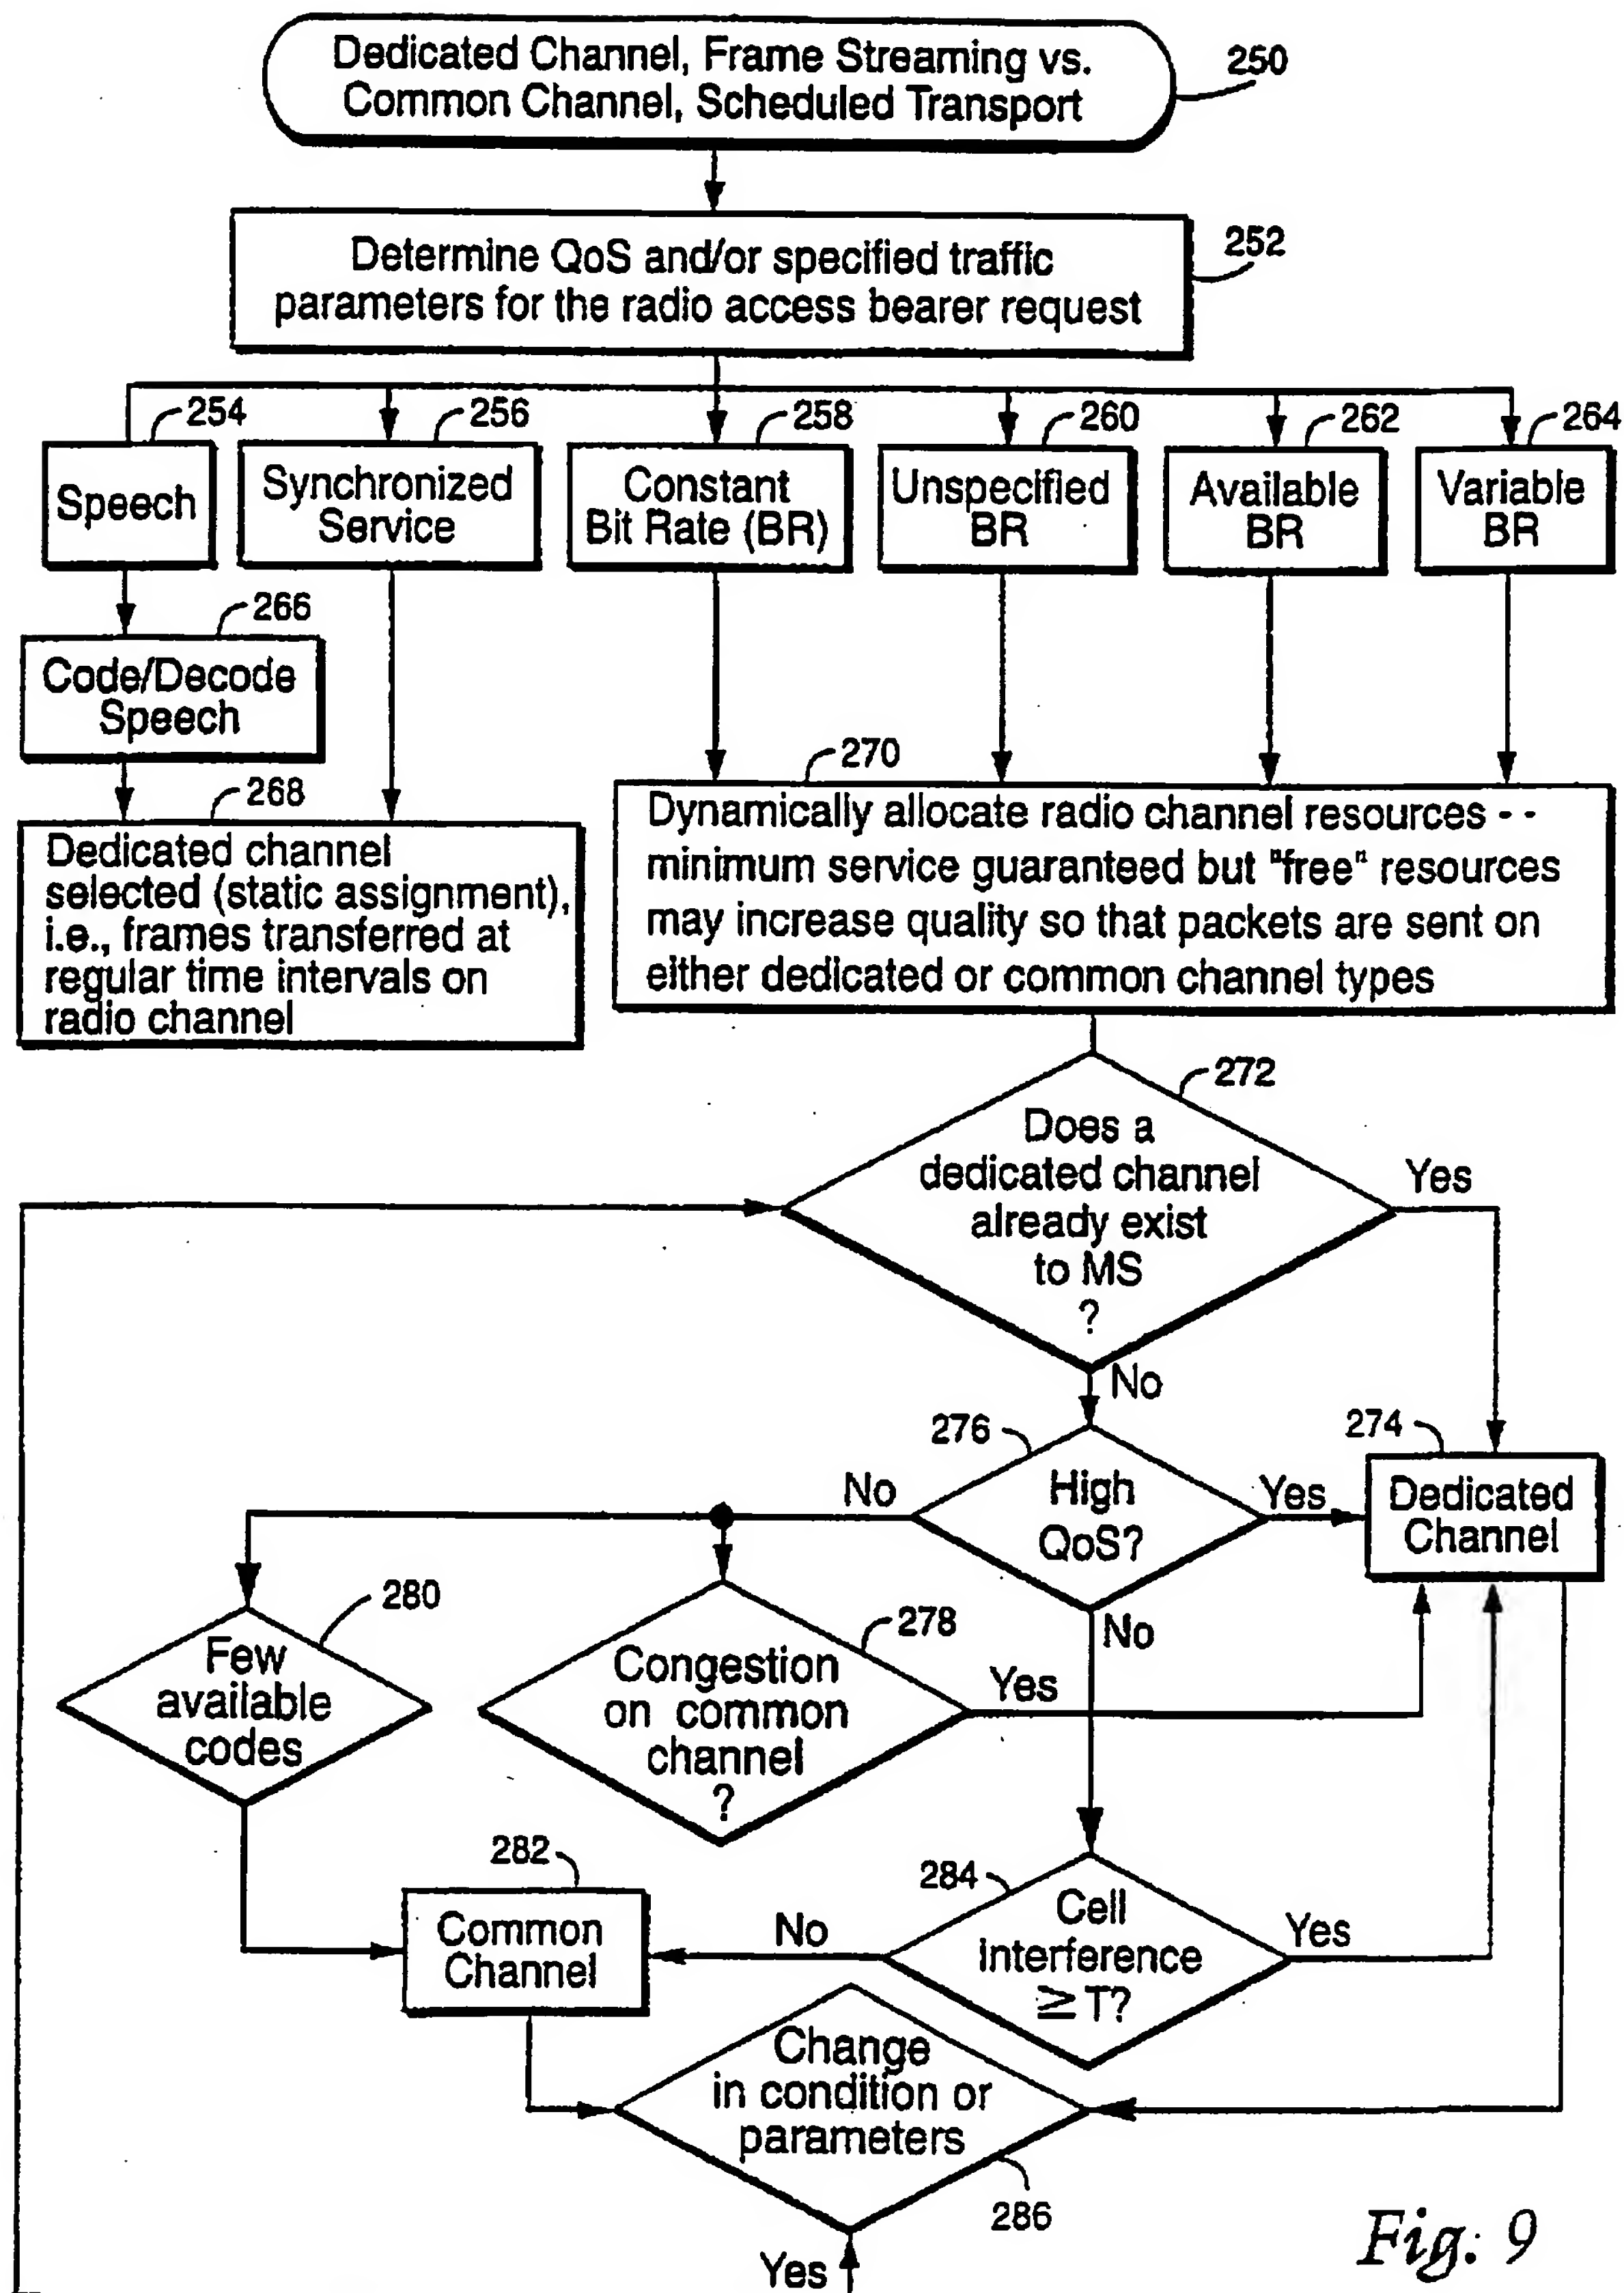 Dedicated Channel, Frame Streaming vs.
Common Channel, Scheduled Transport
250
Determine QoS and/or specified traffic
parameters for the radio access bearer request
252
254
256
258
260
262
264
Speech
Synchronized
Service
Constant
Bit Rate (BR)
Unspecified
BR
Available
BR
Variable
BR
266
Code/Decode
Speech
268
Dedicated channel
selected (static assignment),
i.e., frames transferred at
regular time intervals on
radio channel
270
Dynamically allocate radio channel resources - -
minimum service guaranteed but "free" resources
may increase quality so that packets are sent on
either dedicated or common channel types
272
Does a
dedicated channel
already exist
to MS
?
Yes
No
276
High
QoS?
No
Yes
No
274
Dedicated
Channel
280
Few
available
codes
278
Congestion
on common
channel
?
Yes
282
Common
Channel
284
Cell
Interference
≥ T?
No
Yes
Change
in condition or
parameters
286
Yes
Fig. 9